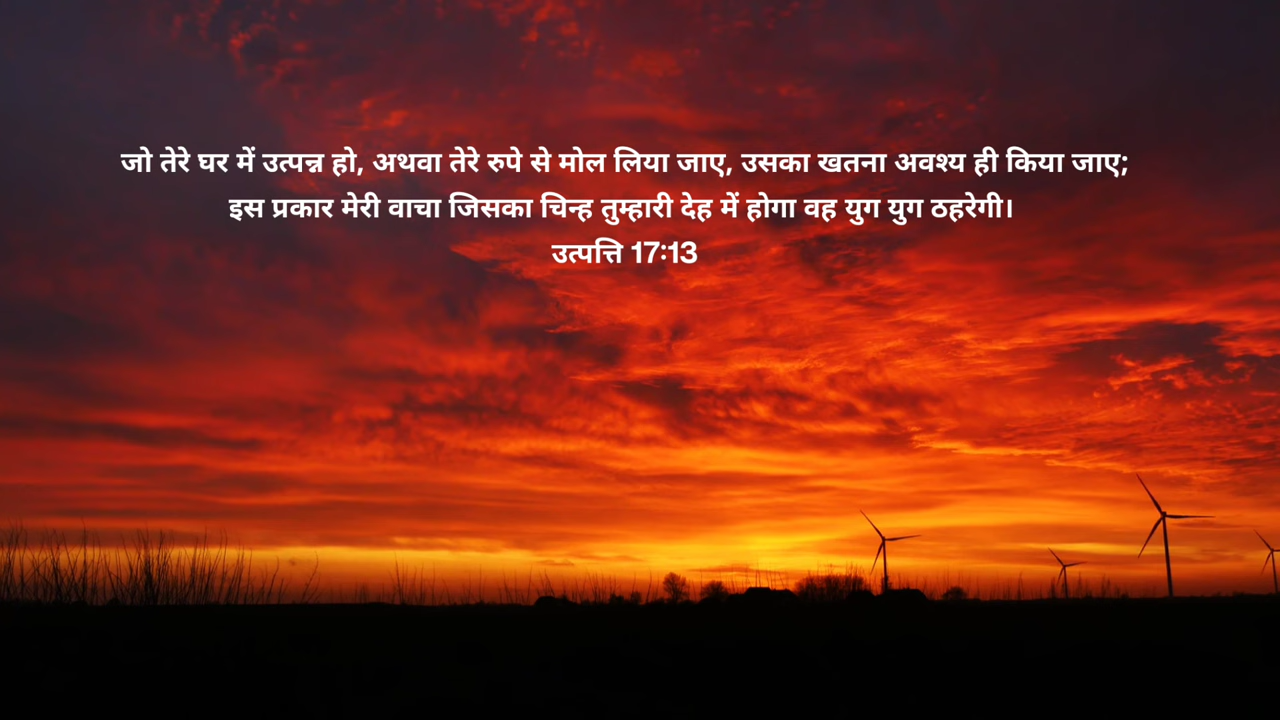 जो तेरे घर में उत्पन्न हो, अथवा तेरे रुपे से मोल लिया जाए, उसका खतना अवश्य ही किया जाए;
इस प्रकार मेरी वाचा जिसका चिन्ह तुम्हारी देह में होगा वह युग युग ठहरेगी।
उत्पत्ति 17:13